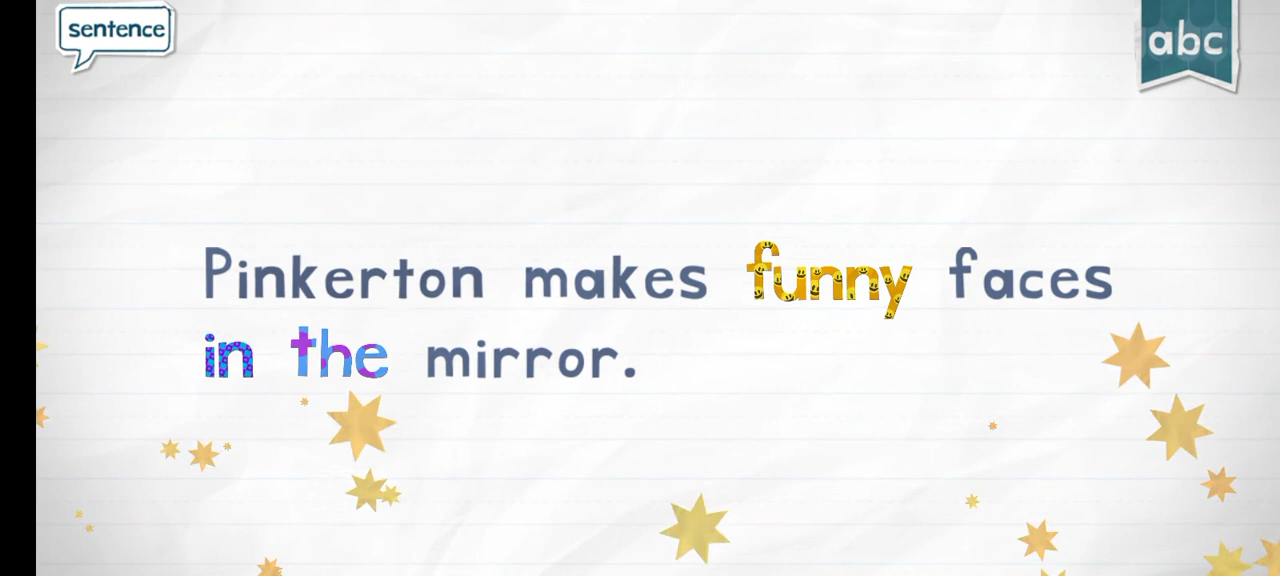 sentence
abc
Pinkerton makes funny faces
in the mirror.